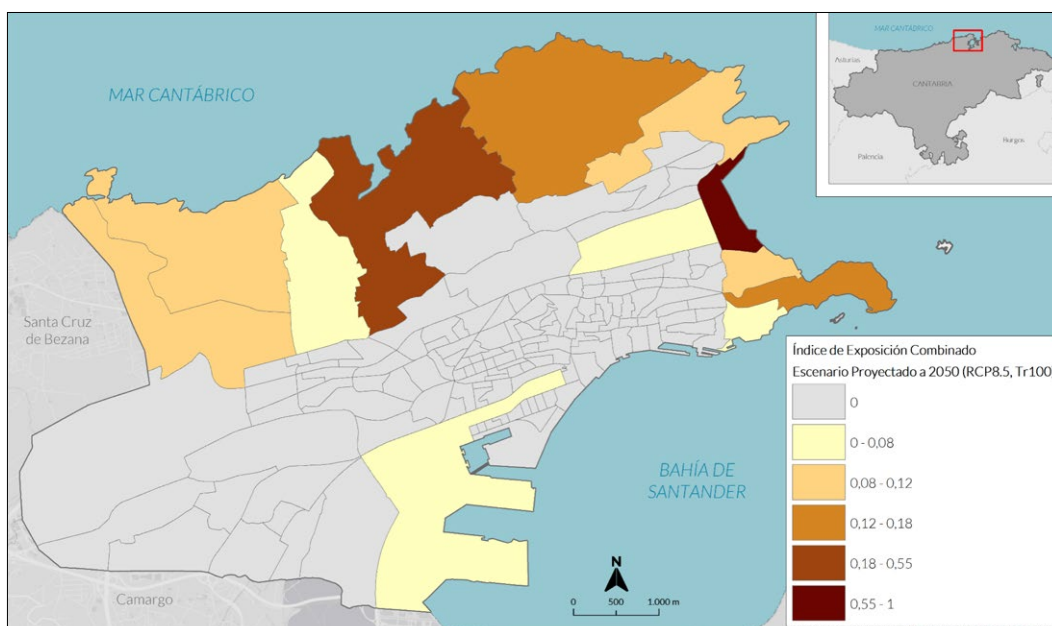 MAR CANTÁBRICO
MAR CANTÁBRICO
Asturias
CANTABRIA
Palencia
Burgos
Santa Cruz
de Bezana
BAHÍA DE
SANTANDER
Camargo
N
0 500 1.000 m
Índice de Exposición Combinado
Escenario Proyectado a 2050 (RCP8.5, Tr100)
0
0 - 0,08
0,08 - 0,12
0,12 - 0,18
0,18 - 0,55
0,55 - 1